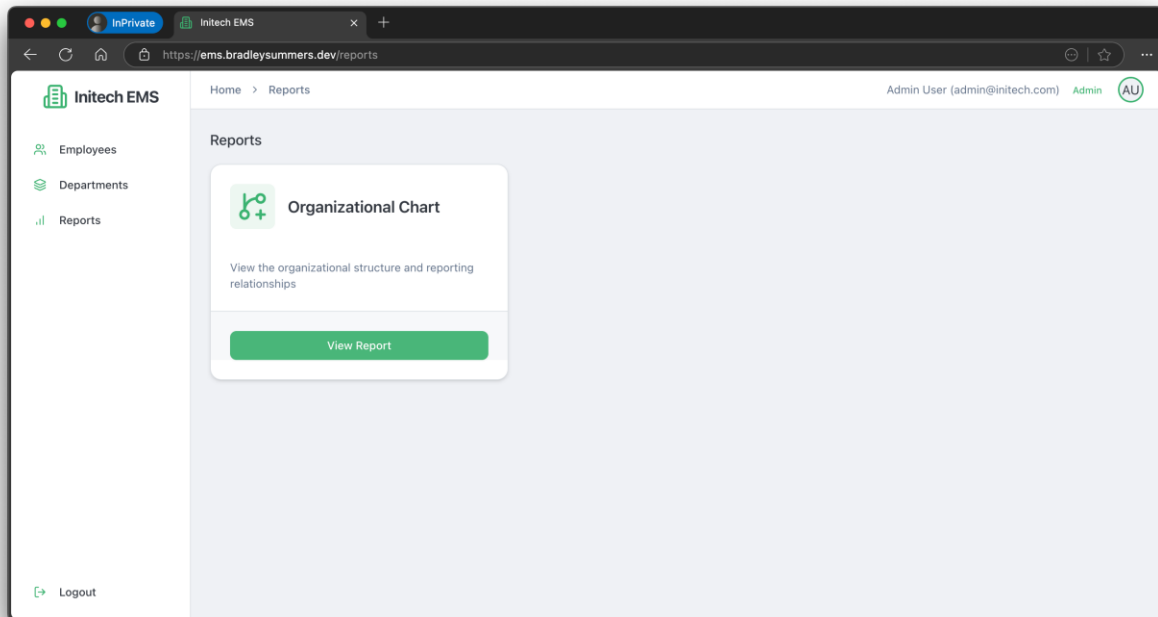 InPrivate
Initech EMS
https://ems.bradleysummers.dev/reports
Initech EMS
Home > Reports
Admin User (admin@initech.com) Admin AU
Employees
Departments
Reports
Logout
Reports
Organizational Chart
View the organizational structure and reporting
relationships
View Report